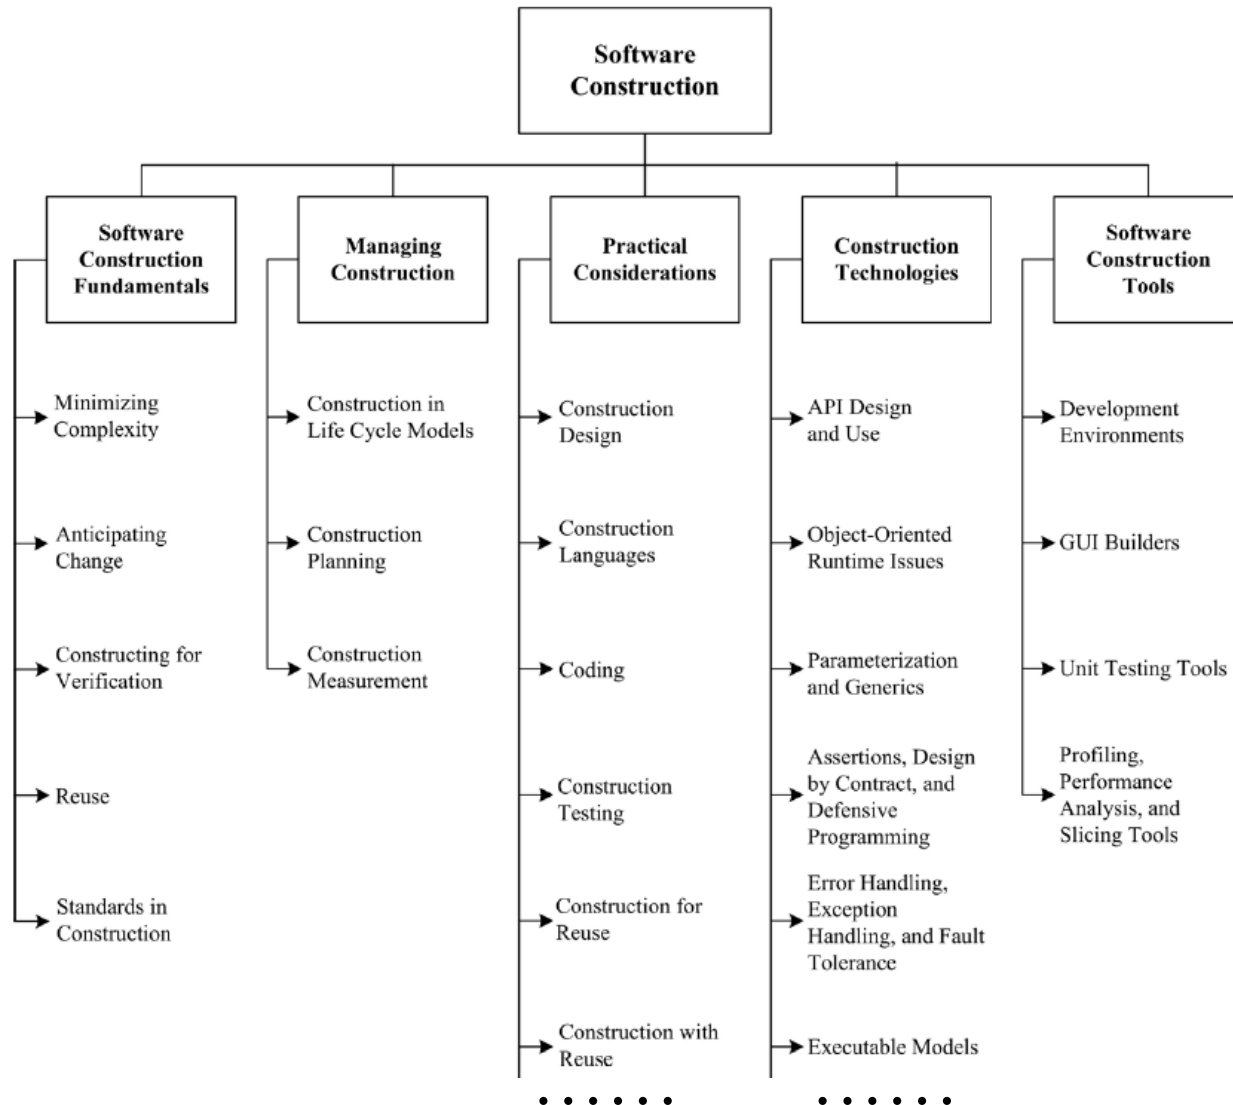 Software
Construction
Software
Construction
Fundamentals
Managing
Construction
Practical
Considerations
Construction
Technologies
Software
Construction
Tools
Minimizing
Complexity
Anticipating
Change
Constructing for
Verification
Reuse
Standards in
Construction
Construction in
Life Cycle Models
Construction
Planning
Construction
Measurement
Construction
Design
Construction
Languages
Coding
Construction
Testing
Construction for
Reuse
Construction with
Reuse
API Design
and Use
Object-Oriented
Runtime Issues
Parameterization
and Generics
Assertions, Design
by Contract, and
Defensive
Programming
Error Handling,
Exception
Handling, and Fault
Tolerance
Executable Models
Development
Environments
GUI Builders
Unit Testing Tools
Profiling,
Performance
Analysis, and
Slicing Tools